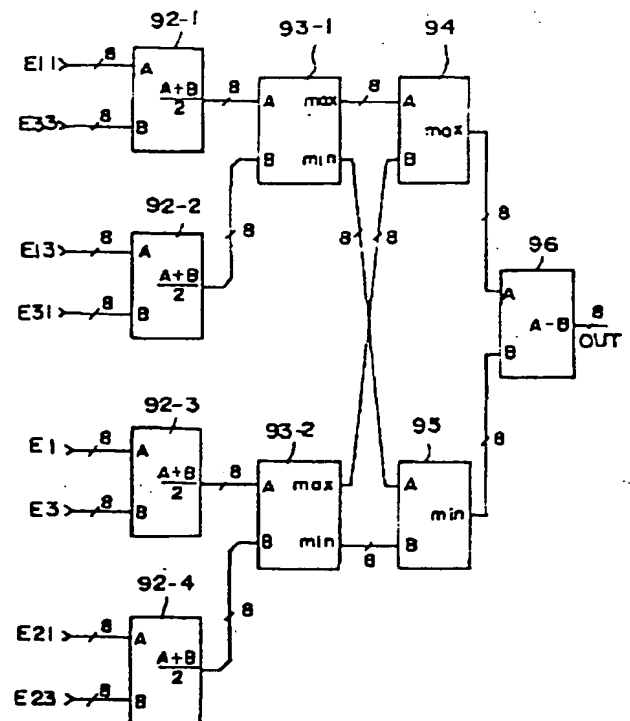 92-1
93-1
94
E11 8 A A+B/2 8 A max 8 A max
E33 8 B B min B
92-2
8 8 8 8
96
E13 8 A A+B/2
E31 8 B
A A-B 8
B OUT
92-3
93-2
95
E1 8 A A+B/2 8 A max A min 8
E3 8 B B min 8 B
92-4
8
E21 8 A A+B/2
E23 8 B